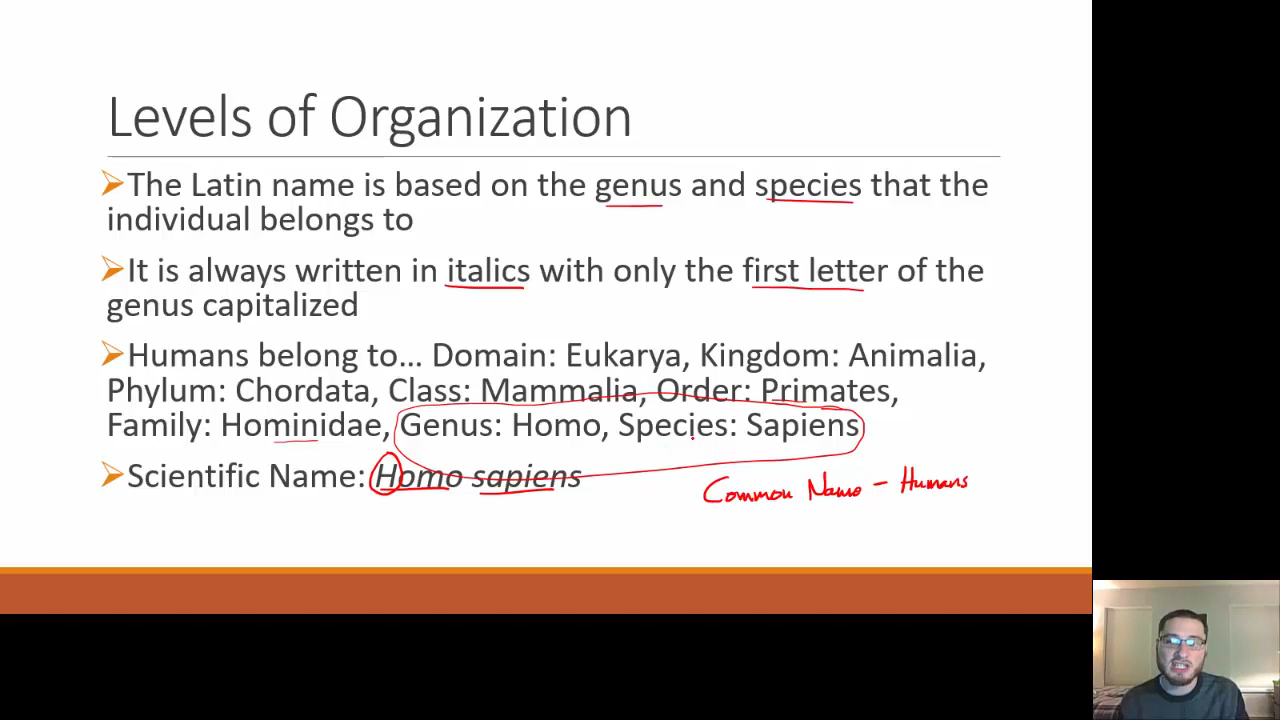 Levels of Organization
The Latin name is based on the genus and species that the
individual belongs to
It is always written in italics with only the first letter of the
genus capitalized
Humans belong to… Domain: Eukarya, Kingdom: Animalia,
Phylum: Chordata, Class: Mammalia, Order: Primates,
Family: Hominidae, Genus: Homo, Species: Sapiens
Scientific Name: Homo sapiens
Common Name - Humans